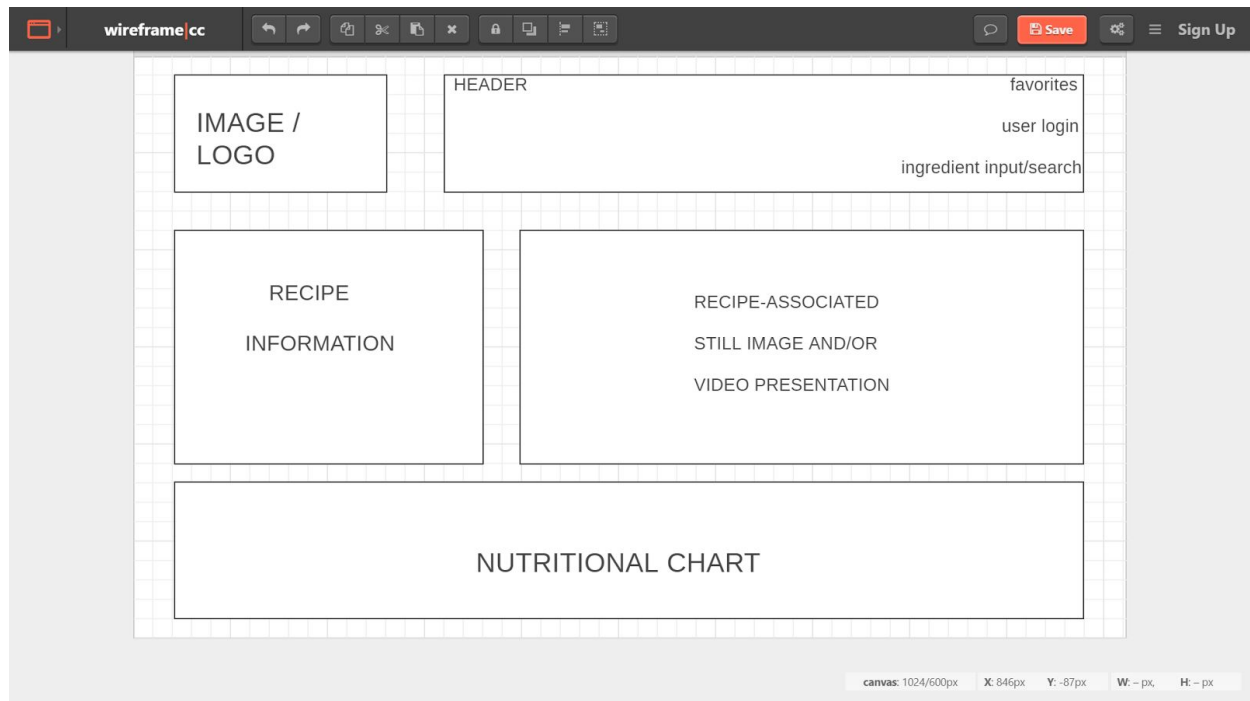 wireframe|cc
Save
Sign Up
IMAGE /
LOGO
HEADER
favorites
user login
ingredient input/search
RECIPE
INFORMATION
RECIPE-ASSOCIATED
STILL IMAGE AND/OR
VIDEO PRESENTATION
NUTRITIONAL CHART
canvas: 1024/600px X: 846px Y: -87px W: – px, H: – px